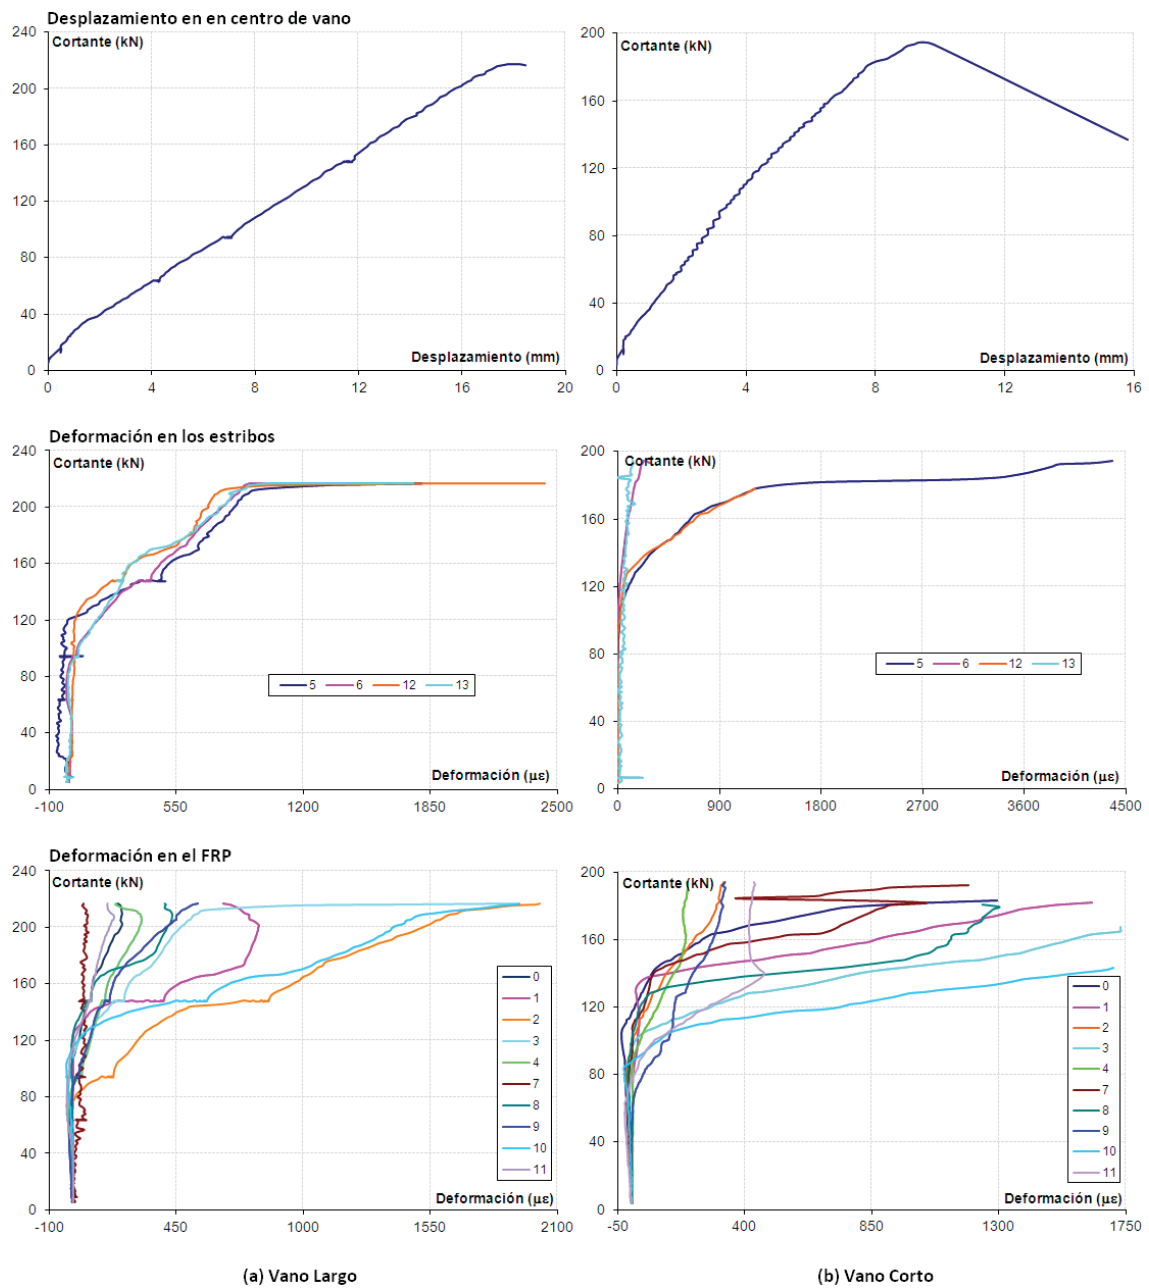 Desplazamiento en en centro de vano
240
Cortante (kN)
200
160
120
80
40
0
Desplazamiento (mm)
0 4 8 12 16 20
200
Cortante (kN)
160
120
80
40
0
Desplazamiento (mm)
0 4 8 12 16
Deformación en los estribos
240
Cortante (kN)
200
160
120
80
40
0
5 6 12 13
Deformación (με)
-100 550 1200 1850 2500
200
Cortante (kN)
160
120
80
40
0
5 6 12 13
Deformación (με)
0 900 1800 2700 3600 4500
Deformación en el FRP
240
Cortante (kN)
200
160
120
80
40
0
0
1
2
3
4
7
8
9
10
11
Deformación (με)
-100 450 1000 1550 2100
200
Cortante (kN)
160
120
80
40
0
0
1
2
3
4
7
8
9
10
11
Deformación (με)
-50 400 850 1300 1750
(a) Vano Largo
(b) Vano Corto